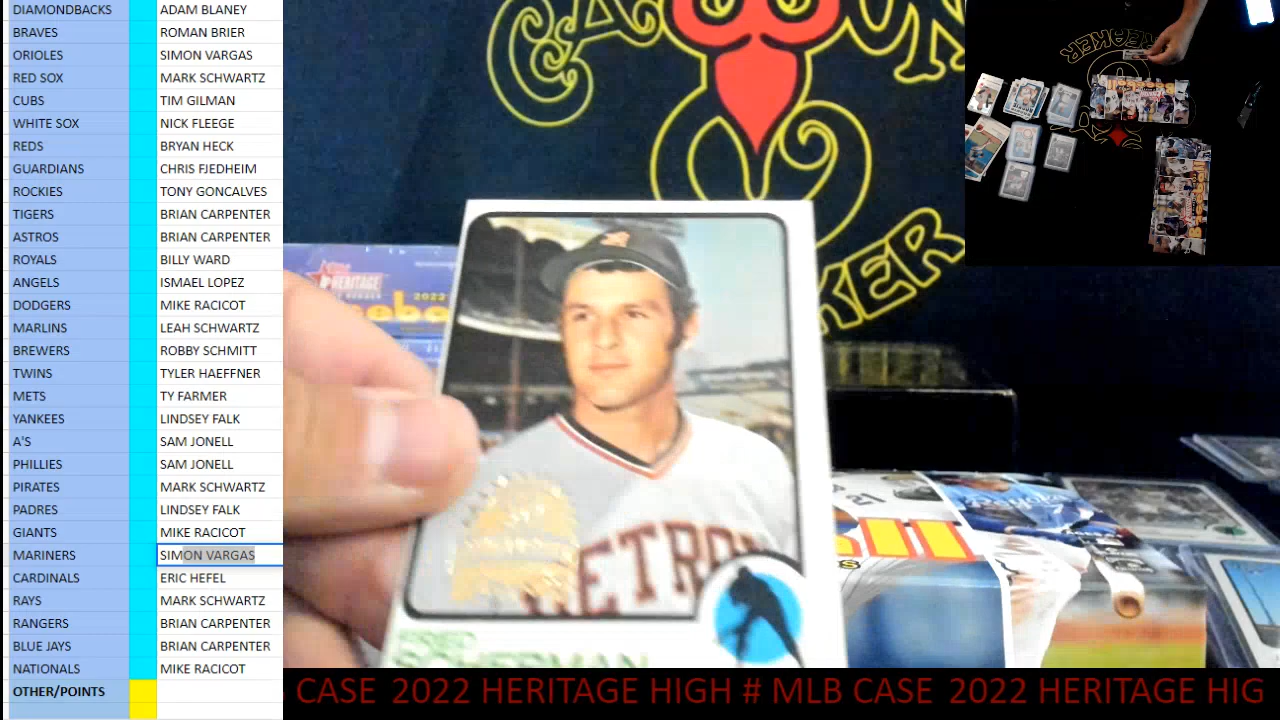 DIAMONDBACKS ADAM BLANEY
BRAVES ROMAN BRIER
ORIOLES SIMON VARGAS
RED SOX MARK SCHWARTZ
CUBS TIM GILMAN
WHITE SOX NICK FLEEGE
REDS BRYAN HECK
GUARDIANS CHRIS FJEDHEIM
ROCKIES TONY GONCALVES
TIGERS BRIAN CARPENTER
ASTROS BRIAN CARPENTER
ROYALS BILLY WARD
ANGELS ISMAEL LOPEZ
DODGERS MIKE RACICOT
MARLINS LEAH SCHWARTZ
BREWERS ROBBY SCHMITT
TWINS TYLER HAEFFNER
METS TY FARMER
YANKEES LINDSEY FALK
A'S SAM JONELL
PHILLIES SAM JONELL
PIRATES MARK SCHWARTZ
PADRES LINDSEY FALK
GIANTS MIKE RACICOT
MARINERS SIMON VARGAS
CARDINALS ERIC HEFEL
RAYS MARK SCHWARTZ
RANGERS BRIAN CARPENTER
BLUE JAYS BRIAN CARPENTER
NATIONALS MIKE RACICOT
OTHER/POINTS
HERITAGE
2022
KER
DETRO
21
CASE 2022 HERITAGE HIGH # MLB CASE 2022 HERITAGE HIG